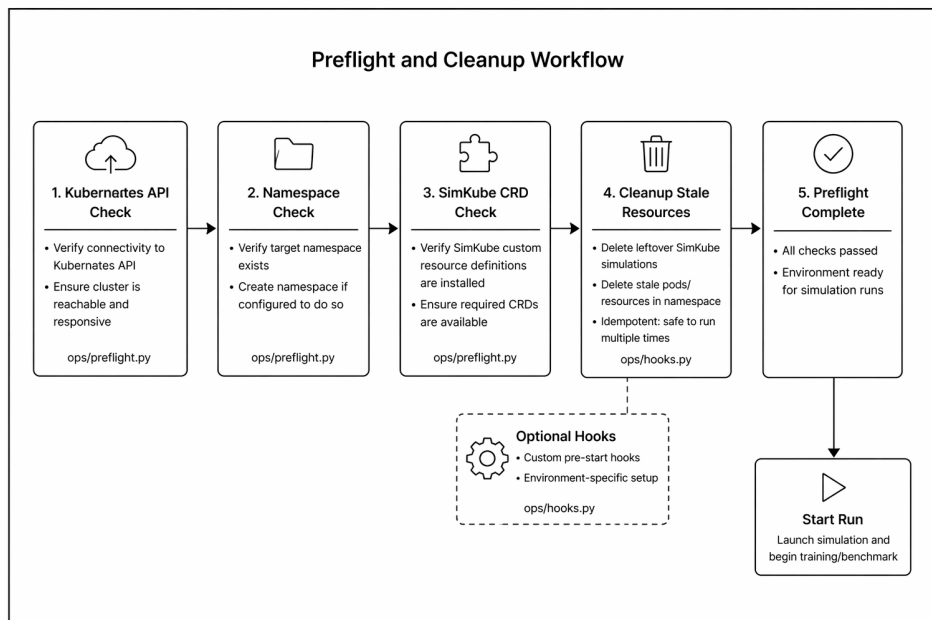 Preflight and Cleanup Workflow
1. Kubernetes API
Check
• Verify connectivity to
Kubernates API
• Ensure cluster is
reachable and
responsive
ops/preflight.py
2. Namespace
Check
• Verify target namespace
exists
• Create namespace if
configured to do so
ops/preflight.py
3. SimKube CRD
Check
• Verify SimKube custom
resource definitions
are installed
• Ensure required CRDs
are available
ops/preflight.py
4. Cleanup Stale
Resources
• Delete leftover SimKube
simulations
• Delete stale pods/
resources in namespace
• Idempotent: safe to run
multiple times
ops/hooks.py
5. Preflight
Complete
• All checks passed
• Environment ready
for simulation runs
Optional Hooks
• Custom pre-start hooks
• Environment-specific setup
ops/hooks.py
Start Run
Launch simulation and
begin training/benchmark